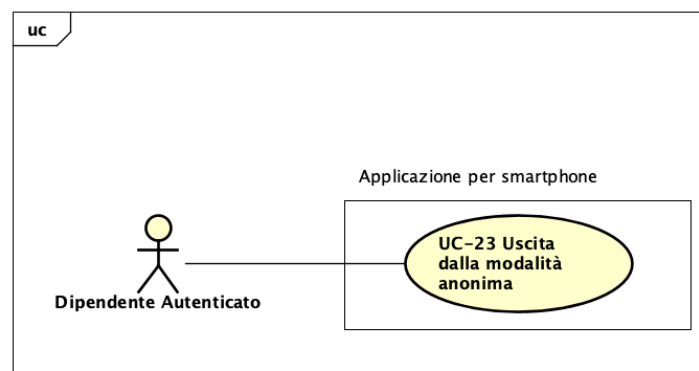 uc
Applicazione per smartphone
UC-23 Uscita
dalla modalità
anonima
Dipendente Autenticato